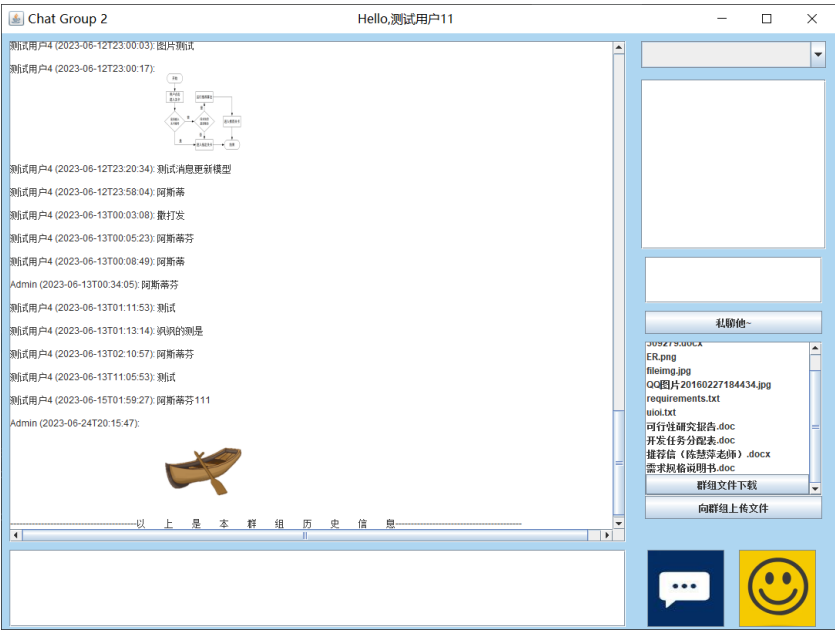 Chat Group 2
Hello,测试用户11
测试用户4 (2023-06-12T23:00:03): 图片测试
测试用户4 (2023-06-12T23:00:17):
测试用户4 (2023-06-12T23:20:34): 测试消息更新模型
测试用户4 (2023-06-12T23:58:04): 阿斯蒂
测试用户4 (2023-06-13T00:03:08): 撒打发
测试用户4 (2023-06-13T00:05:23): 阿斯蒂芬
测试用户4 (2023-06-13T00:08:49): 阿斯蒂
Admin (2023-06-13T00:34:05): 阿斯蒂芬
测试用户4 (2023-06-13T01:11:53): 测试
测试用户4 (2023-06-13T01:13:14): 飒飒的测是
测试用户4 (2023-06-13T02:10:57): 阿斯蒂芬
测试用户4 (2023-06-13T11:05:53): 测试
测试用户4 (2023-06-15T01:59:27): 阿斯蒂芬111
Admin (2023-06-24T20:15:47):
以 上 是 本 群 组 历 史 信 息
私聊他~
309279.docx
ER.png
fileimg.jpg
QQ图片20160227184434.jpg
requirements.txt
uioi.txt
可行性研究报告.doc
开发任务分配表.doc
推荐信（陈慧萍老师）.docx
需求规格说明书.doc
群组文件下载
向群组上传文件